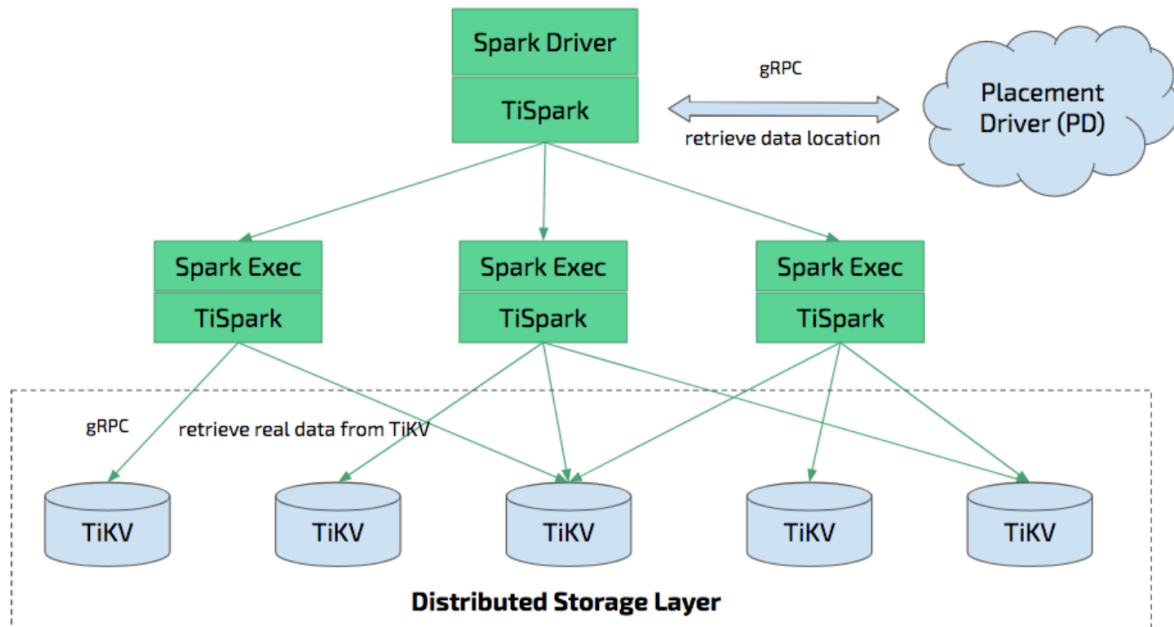 Spark Driver
TiSpark
gRPC
retrieve data location
Placement
Driver (PD)
Spark Exec
TiSpark
Spark Exec
TiSpark
Spark Exec
TiSpark
gRPC
retrieve real data from TiKV
TiKV
TiKV
TiKV
TiKV
TiKV
Distributed Storage Layer